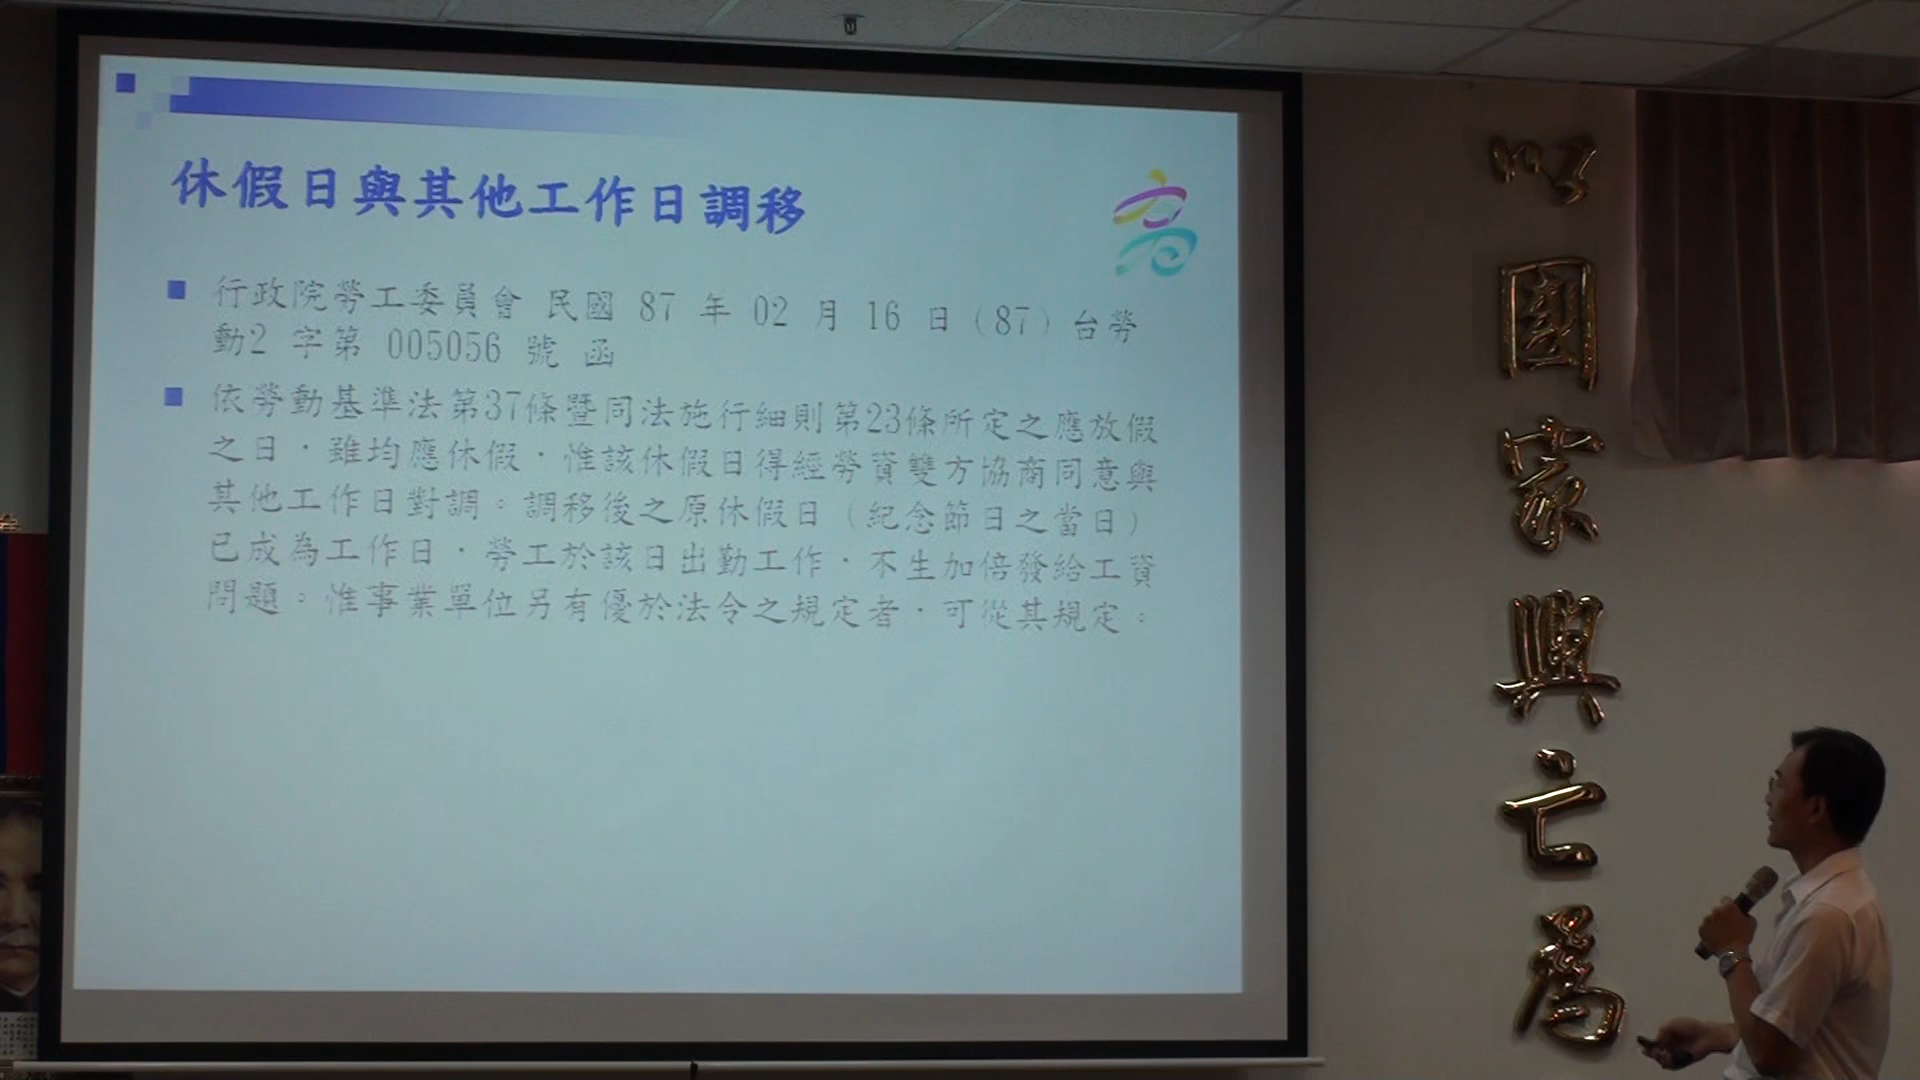 休假日與其他工作日調移
行政院勞工委員會 民國 87 年 02 月 16 日（87）台勞
動2 字第 005056 號 函
依勞動基準法第37條暨同法施行細則第23條所定之應放假
之日，雖均應休假，惟該休假日得經勞資雙方協商同意與
其他工作日對調。調移後之原休假日（紀念節日之當日）
已成為工作日，勞工於該日出勤工作，不生加倍發給工資
問題。惟事業單位另有優於法令之規定者，可從其規定。
以國家興亡為